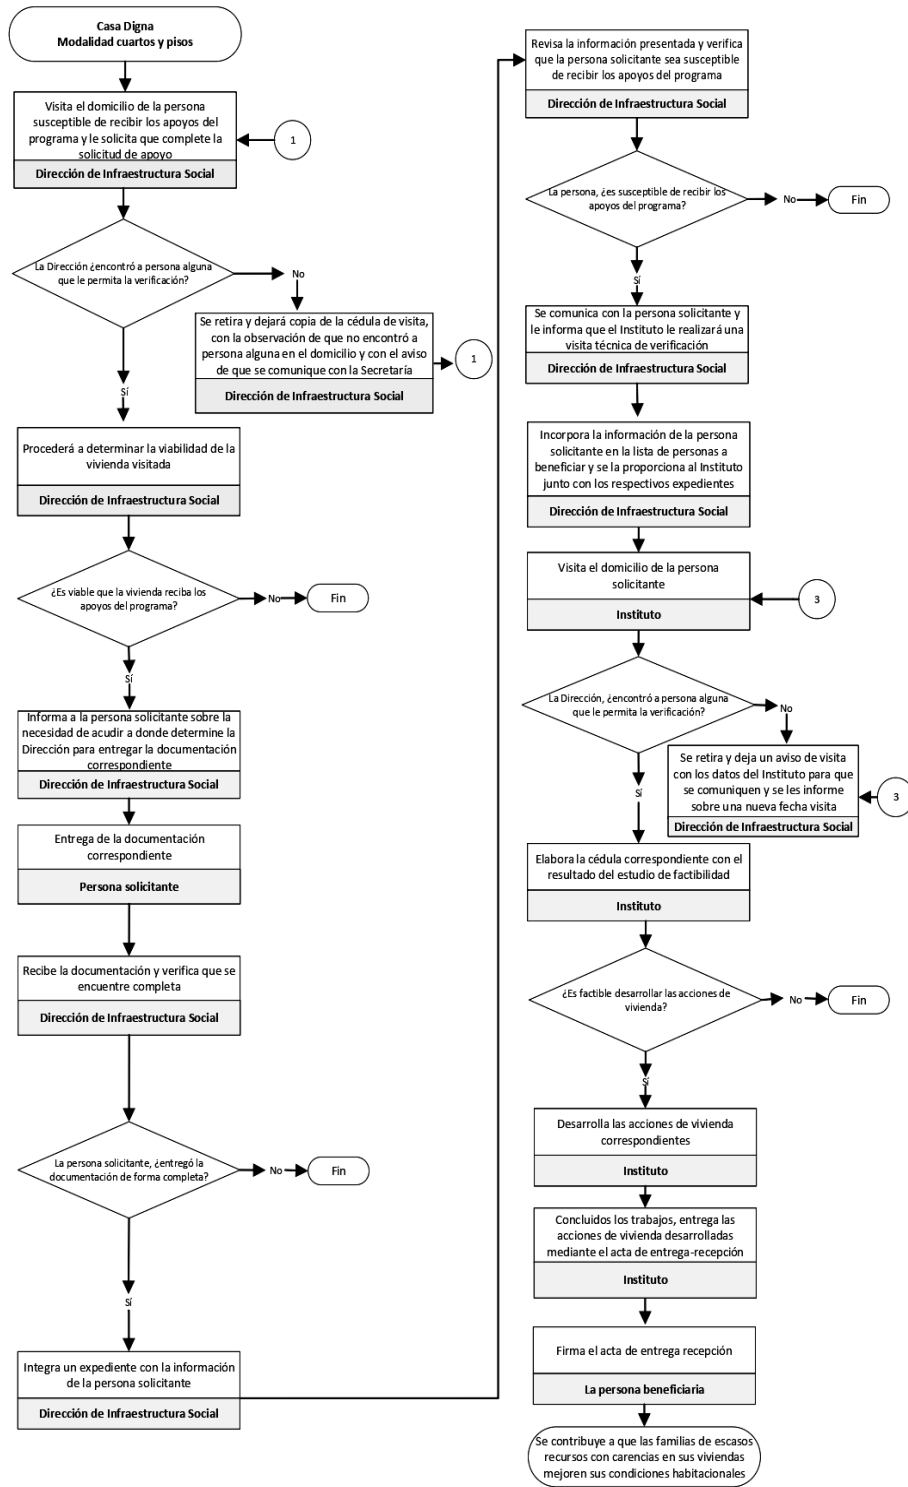 Casa Digna
Modalidad cuartos y pisos
Visita el domicilio de la persona
susceptible de recibir los apoyos del
programa y le solicita que complete la
solicitud de apoyo
Dirección de Infraestructura Social
1
La Dirección ¿encontró a persona alguna
que le permita la verificación?
No
Se retira y dejará copia de la cédula de visita,
con la observación de que no encontró a
persona alguna en el domicilio y con el aviso
de que se comunique con la Secretaría
Dirección de Infraestructura Social
1
Sí
Procederá a determinar la viabilidad de la
vivienda visitada
Dirección de Infraestructura Social
¿Es viable que la vivienda reciba los
apoyos del programa?
No
Fin
Sí
Informa a la persona solicitante sobre la
necesidad de acudir a donde determine la
Dirección para entregar la documentación
correspondiente
Dirección de Infraestructura Social
Entrega de la documentación
correspondiente
Persona solicitante
Recibe la documentación y verifica que se
encuentre completa
Dirección de Infraestructura Social
La persona solicitante, ¿entregó la
documentación de forma completa?
No
Fin
Sí
Integra un expediente con la información
de la persona solicitante
Dirección de Infraestructura Social
Revisa la información presentada y verifica
que la persona solicitante sea susceptible
de recibir los apoyos del programa
Dirección de Infraestructura Social
La persona, ¿es susceptible de recibir los
apoyos del programa?
No
Fin
Sí
Se comunica con la persona solicitante y
le informa que el Instituto le realizará una
visita técnica de verificación
Dirección de Infraestructura Social
Incorpora la información de la persona
solicitante en la lista de personas a
beneficiar y se la proporciona al Instituto
junto con los respectivos expedientes
Dirección de Infraestructura Social
Visita el domicilio de la persona
solicitante
Instituto
3
La Dirección, ¿encontró a persona alguna
que le permita la verificación?
No
Se retira y deja un aviso de visita
con los datos del Instituto para que
se comuniquen y se les informe
sobre una nueva fecha visita
Dirección de Infraestructura Social
3
Sí
Elabora la cédula correspondiente con el
resultado del estudio de factibilidad
Instituto
¿Es factible desarrollar las acciones de
vivienda?
No
Fin
Sí
Desarrolla las acciones de vivienda
correspondientes
Instituto
Concluidos los trabajos, entrega las
acciones de vivienda desarrolladas
mediante el acta de entrega-recepción
Instituto
Firma el acta de entrega recepción
La persona beneficiaria
Se contribuye a que las familias de escasos
recursos con carencias en sus viviendas
mejoren sus condiciones habitacionales